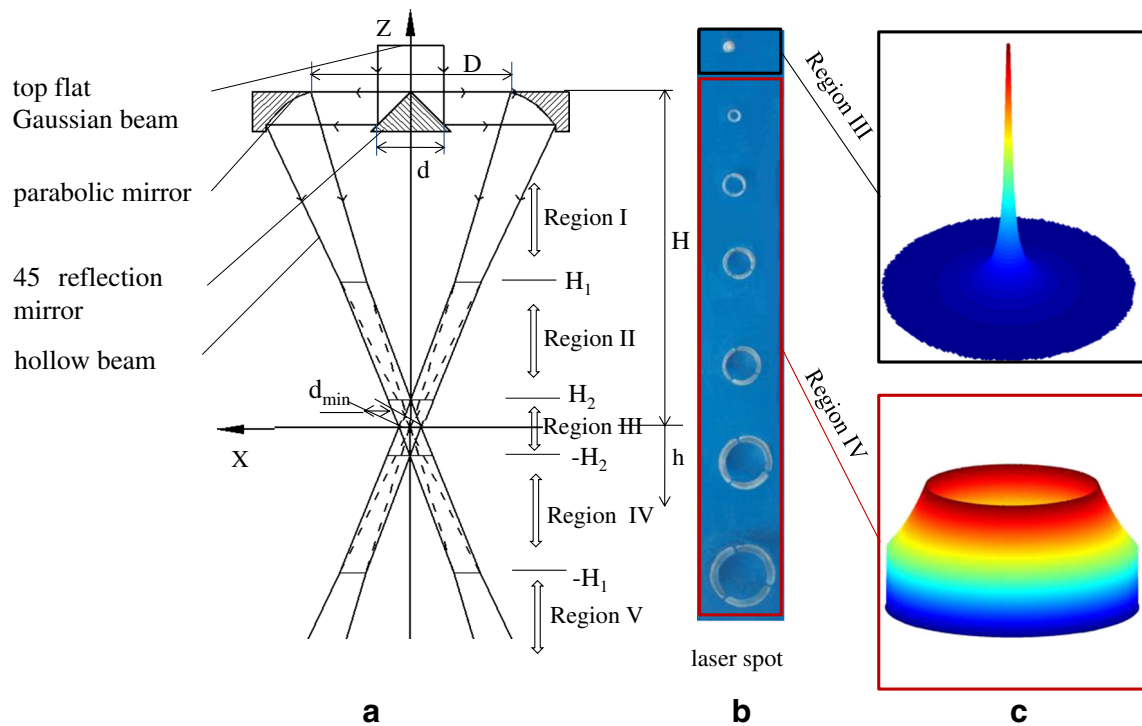 Z
D
top flat
Gaussian beam
parabolic mirror
d
45 reflection
mirror
hollow beam
Region I
H₁
Region II
H
dmin
H₂
Region III
X
-H₂
h
Region IV
-H₁
Region V
laser spot
Region III
Region IV
a
b
c